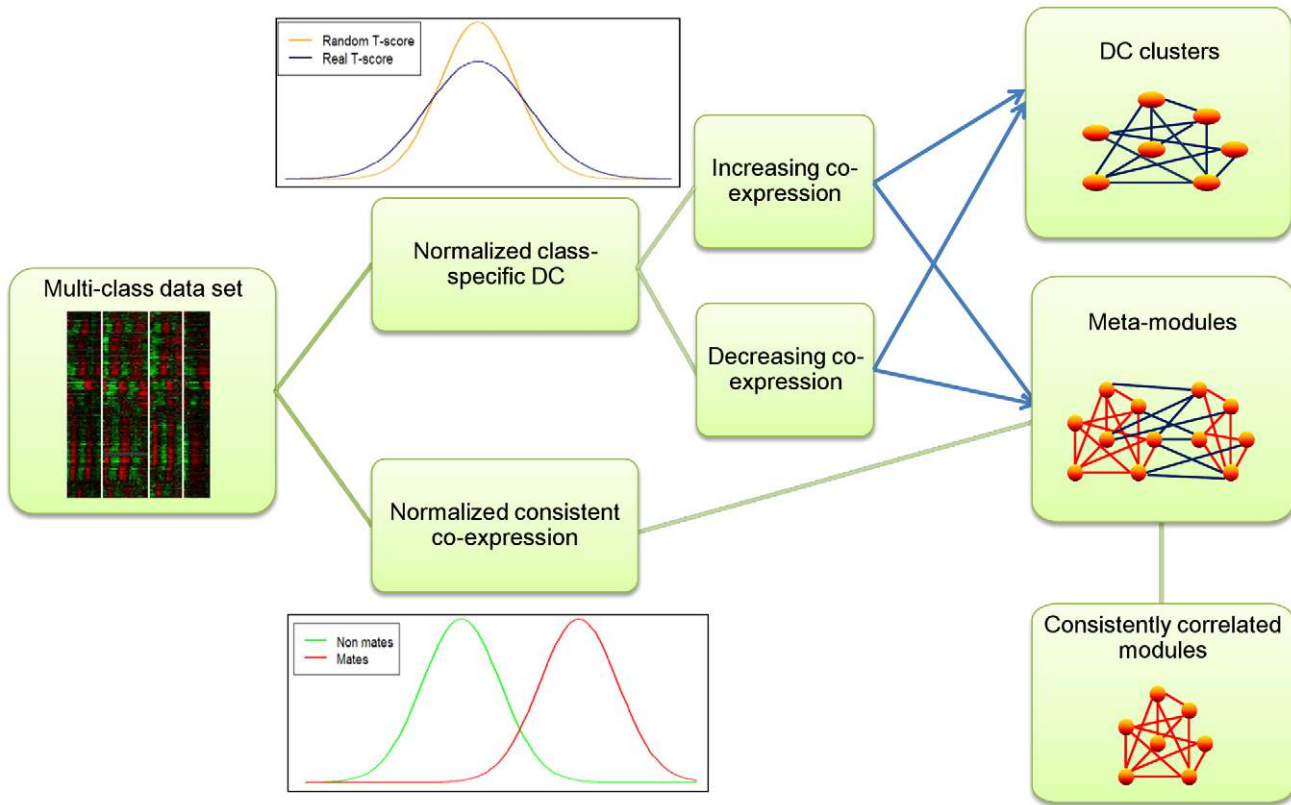 Random T-score
Real T-score
DC clusters
Increasing co-
expression
Normalized class-
specific DC
Multi-class data set
Meta-modules
Decreasing co-
expression
Normalized consistent
co-expression
Non mates
Mates
Consistently correlated
modules